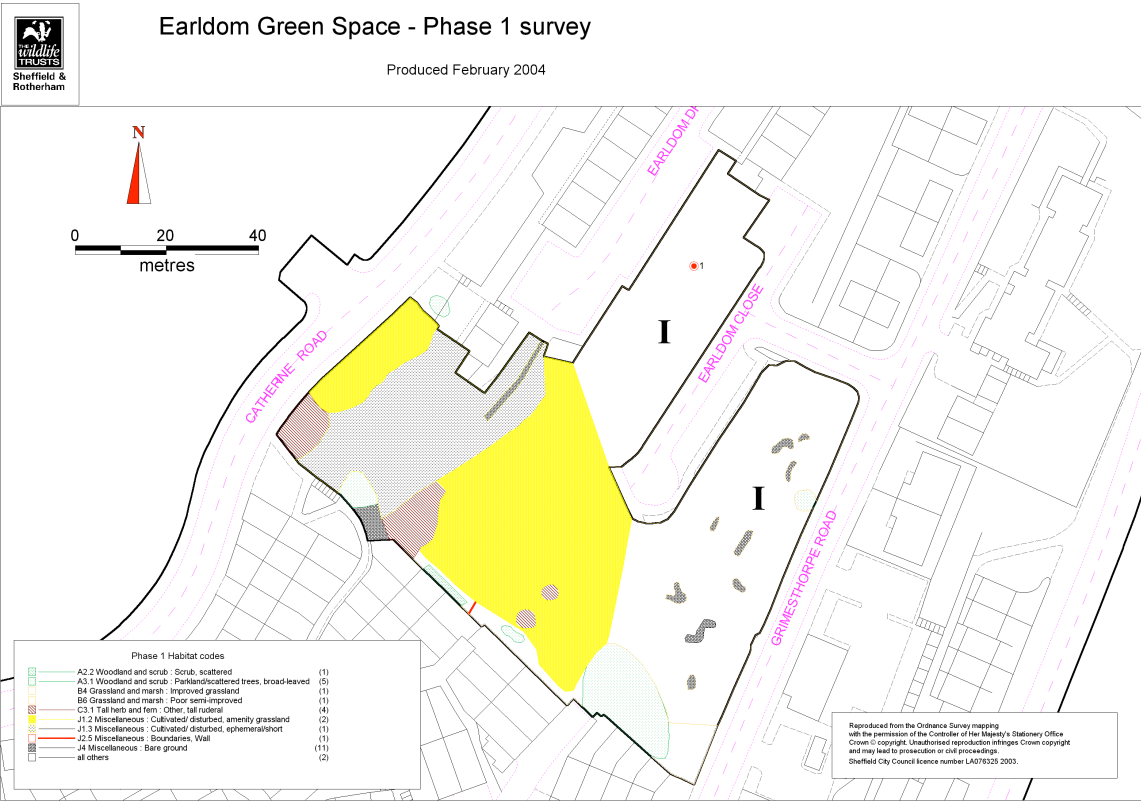 Earldom Green Space - Phase 1 survey
Produced February 2004
THE
wildlife
TRUSTS
Sheffield &
Rotherham
N
0 20 40
metres
EARLDOM DR
1
I
EARLDOM CLOSE
CATHERNE ROAD
I
GRIMESTHORPE ROAD
Phase 1 Habitat codes
A2.2 Woodland and scrub : Scrub, scattered (1)
A3.1 Woodland and scrub : Parkland/scattered trees, broad-leaved (5)
B4 Grassland and marsh : Improved grassland (1)
B6 Grassland and marsh : Poor semi-improved (1)
C3.1 Tall herb and fern : Other, tall ruderal (4)
J1.2 Miscellaneous : Cultivated/ disturbed, amenity grassland (2)
J1.3 Miscellaneous : Cultivated/ disturbed, ephemeral/short (1)
J2.5 Miscellaneous : Boundaries, Wall (1)
J4 Miscellaneous : Bare ground (11)
all others (2)
Reproduced from the Ordnance Survey mapping
with the permission of the Controller of Her Majesty's Stationery Office
Crown © copyright. Unauthorised reproduction infringes Crown copyright
and may lead to prosecution or civil proceedings.
Sheffield City Council licence number LA076325 2003.